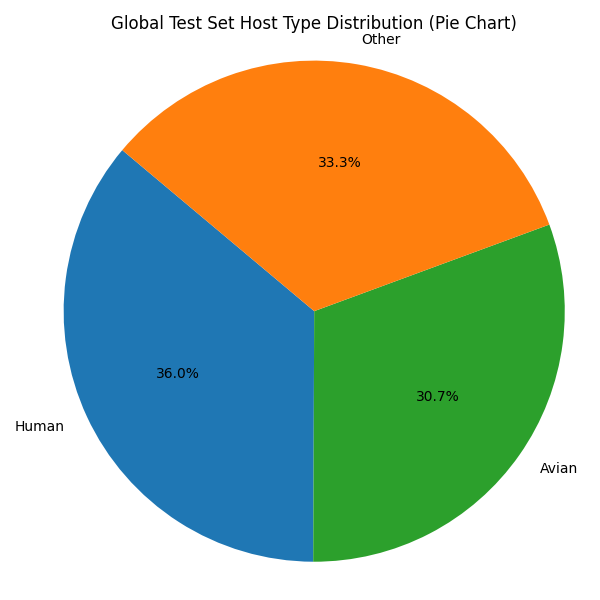 Global Test Set Host Type Distribution (Pie Chart)
Other
33.3%
36.0%
30.7%
Human
Avian